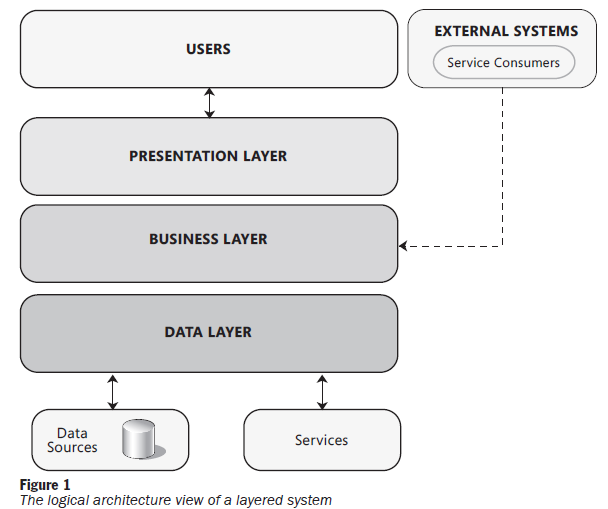 USERS
EXTERNAL SYSTEMS
Service Consumers
PRESENTATION LAYER
BUSINESS LAYER
DATA LAYER
Data
Sources
Services
Figure 1
The logical architecture view of a layered system